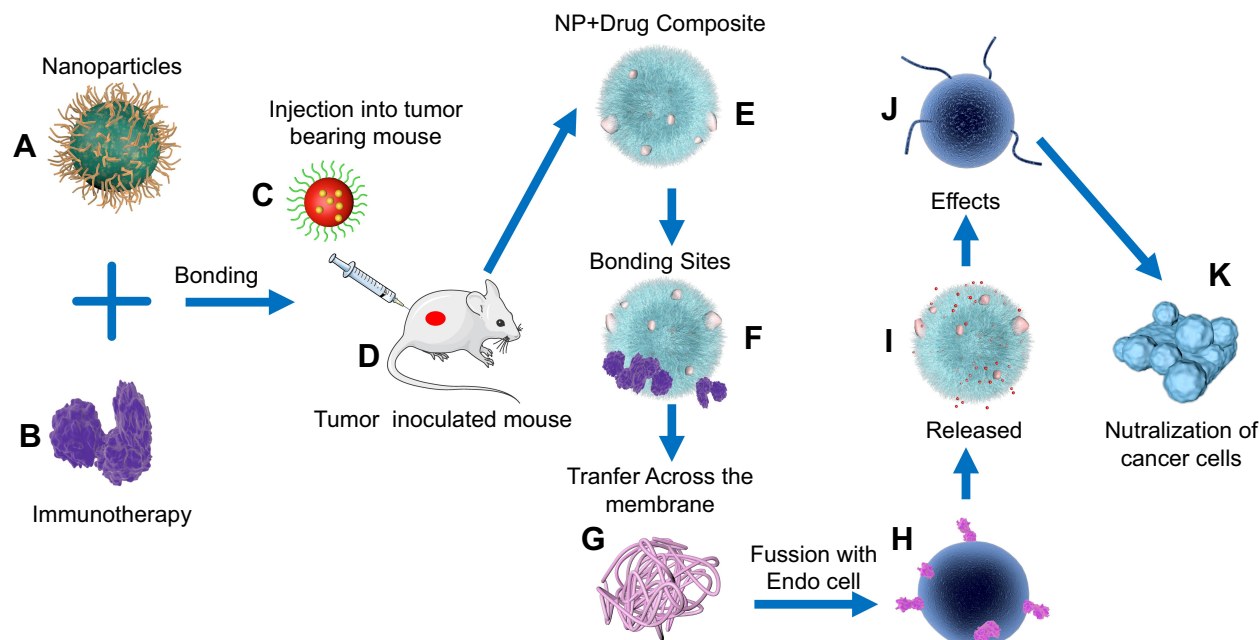 Nanoparticles
A
B
Immunotherapy
Bonding
Injection into tumor
bearing mouse
C
D
Tumor inoculated mouse
NP+Drug Composite
E
Bonding Sites
F
Tranfer Across the
membrane
G
Fussion with
Endo cell
H
Released
I
Effects
J
K
Nutralization of
cancer cells